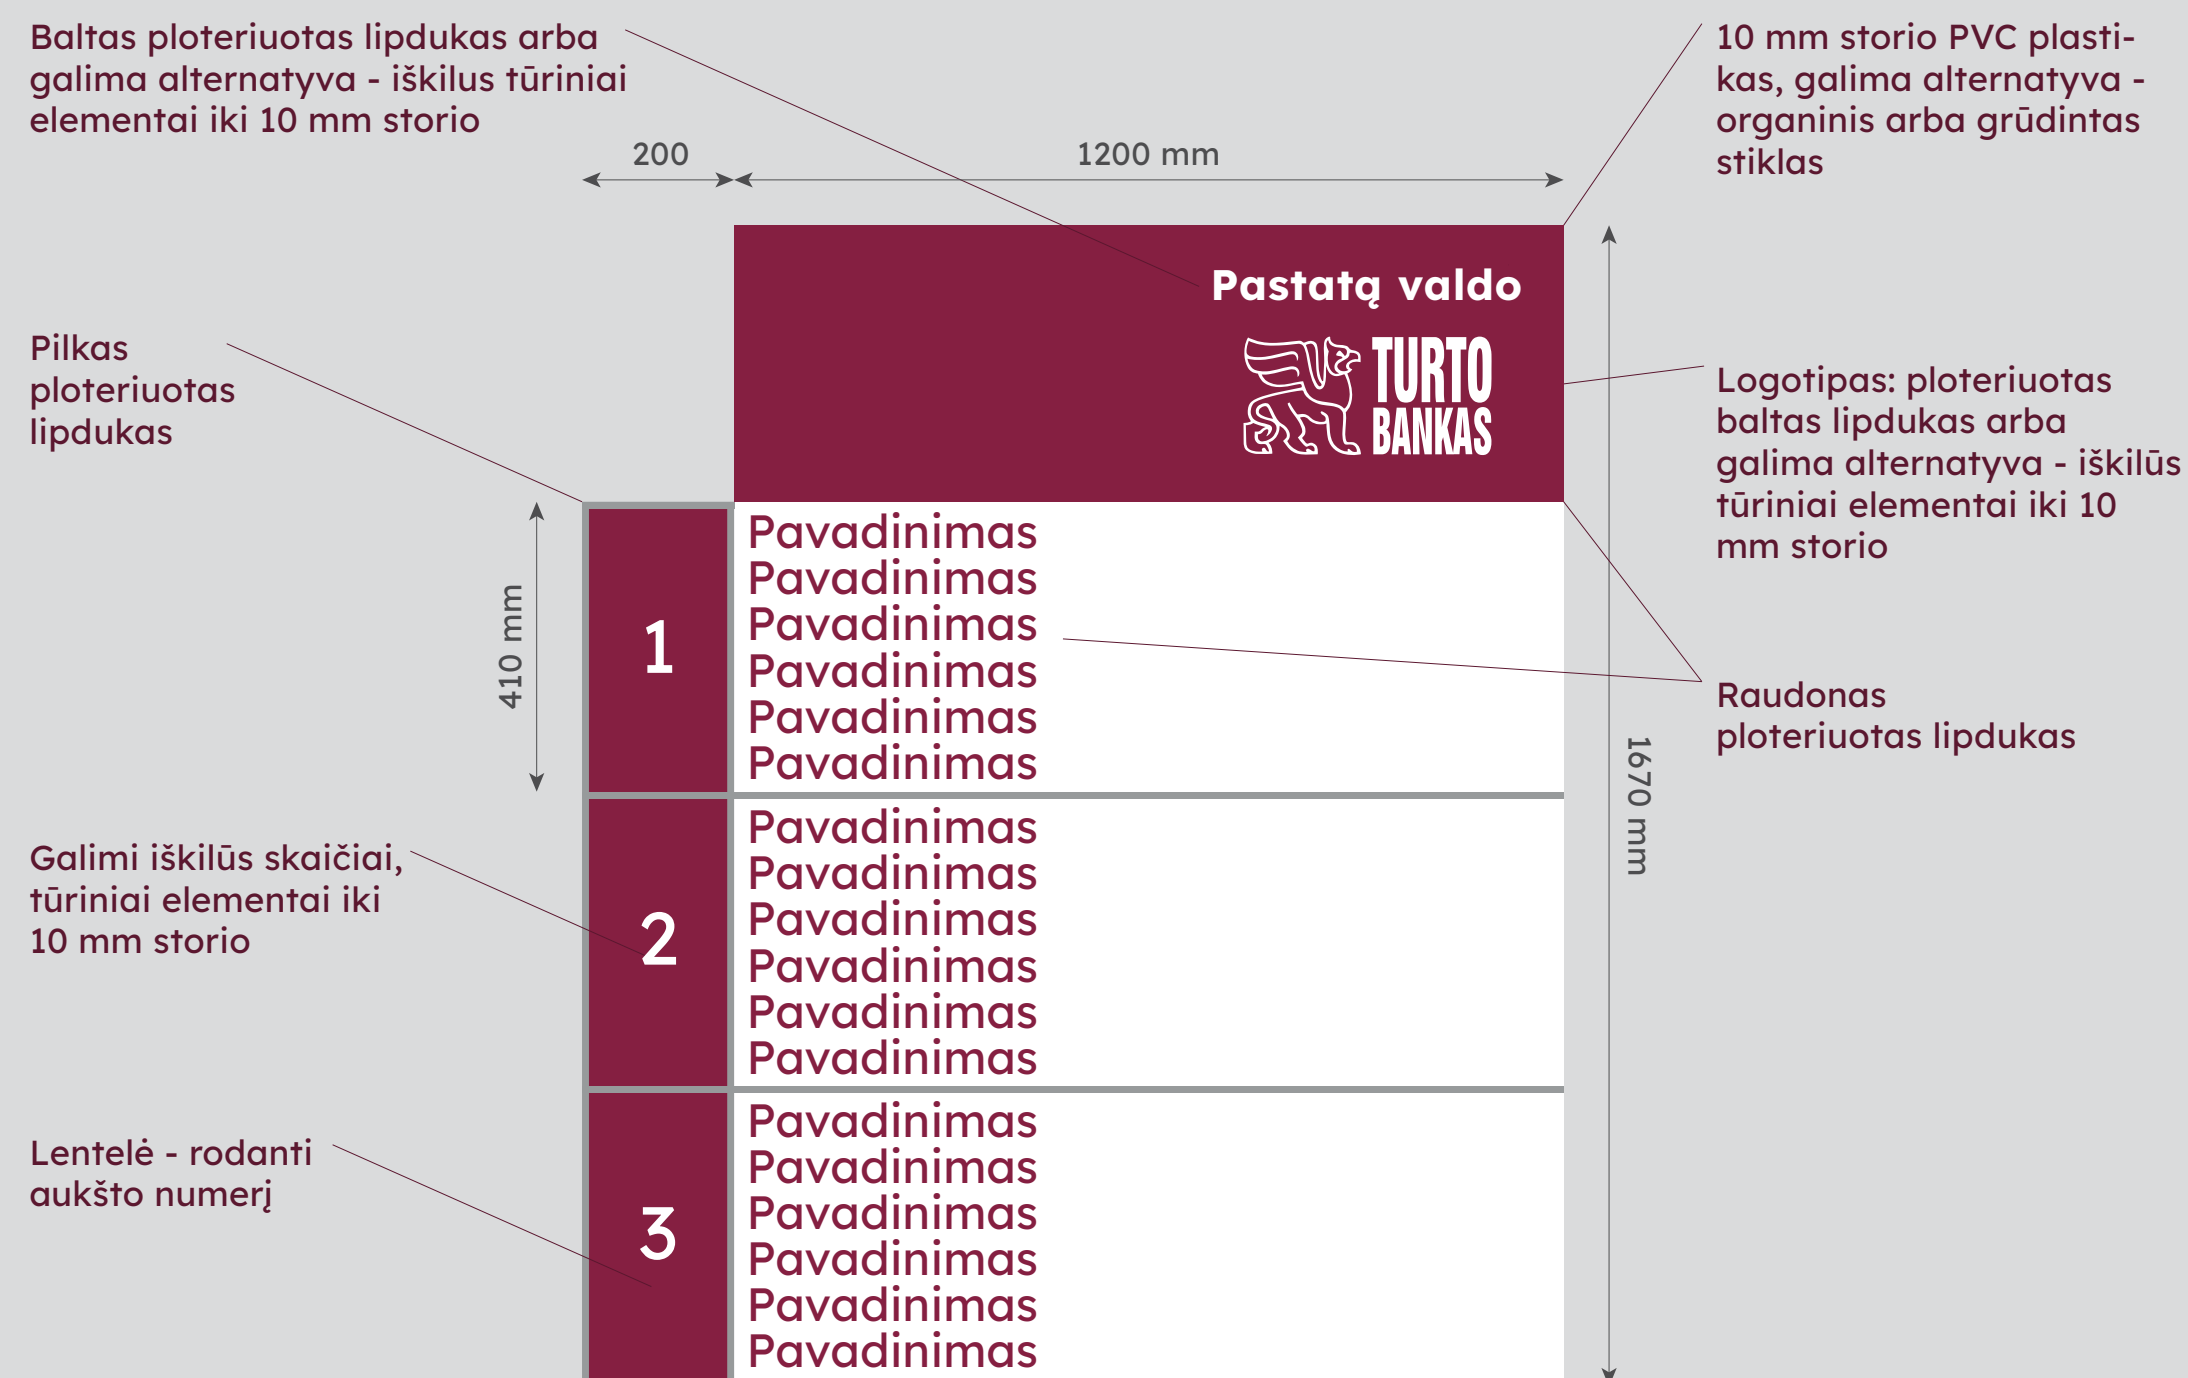 Baltas ploteriuotas lipdukas arba
galima alternatyva - iškilus tūriniai
elementai iki 10 mm storio
10 mm storio PVC plasti-
kas, galima alternatyva -
organinis arba grūdintas
stiklas
200
1200 mm
Pastatą valdo
TURTO
BANKAS
Pilkas
ploteriuotas
lipdukas
Logotipas: ploteriuotas
baltas lipdukas arba
galima alternatyva - iškilūs
tūriniai elementai iki 10
mm storio
410 mm
1
Pavadinimas
Pavadinimas
Pavadinimas
Pavadinimas
Pavadinimas
Pavadinimas
Raudonas
ploteriuotas lipdukas
1670 mm
Galimi iškilūs skaičiai,
tūriniai elementai iki
10 mm storio
2
Pavadinimas
Pavadinimas
Pavadinimas
Pavadinimas
Pavadinimas
Pavadinimas
Lentelė - rodanti
aukšto numerį
3
Pavadinimas
Pavadinimas
Pavadinimas
Pavadinimas
Pavadinimas
Pavadinimas